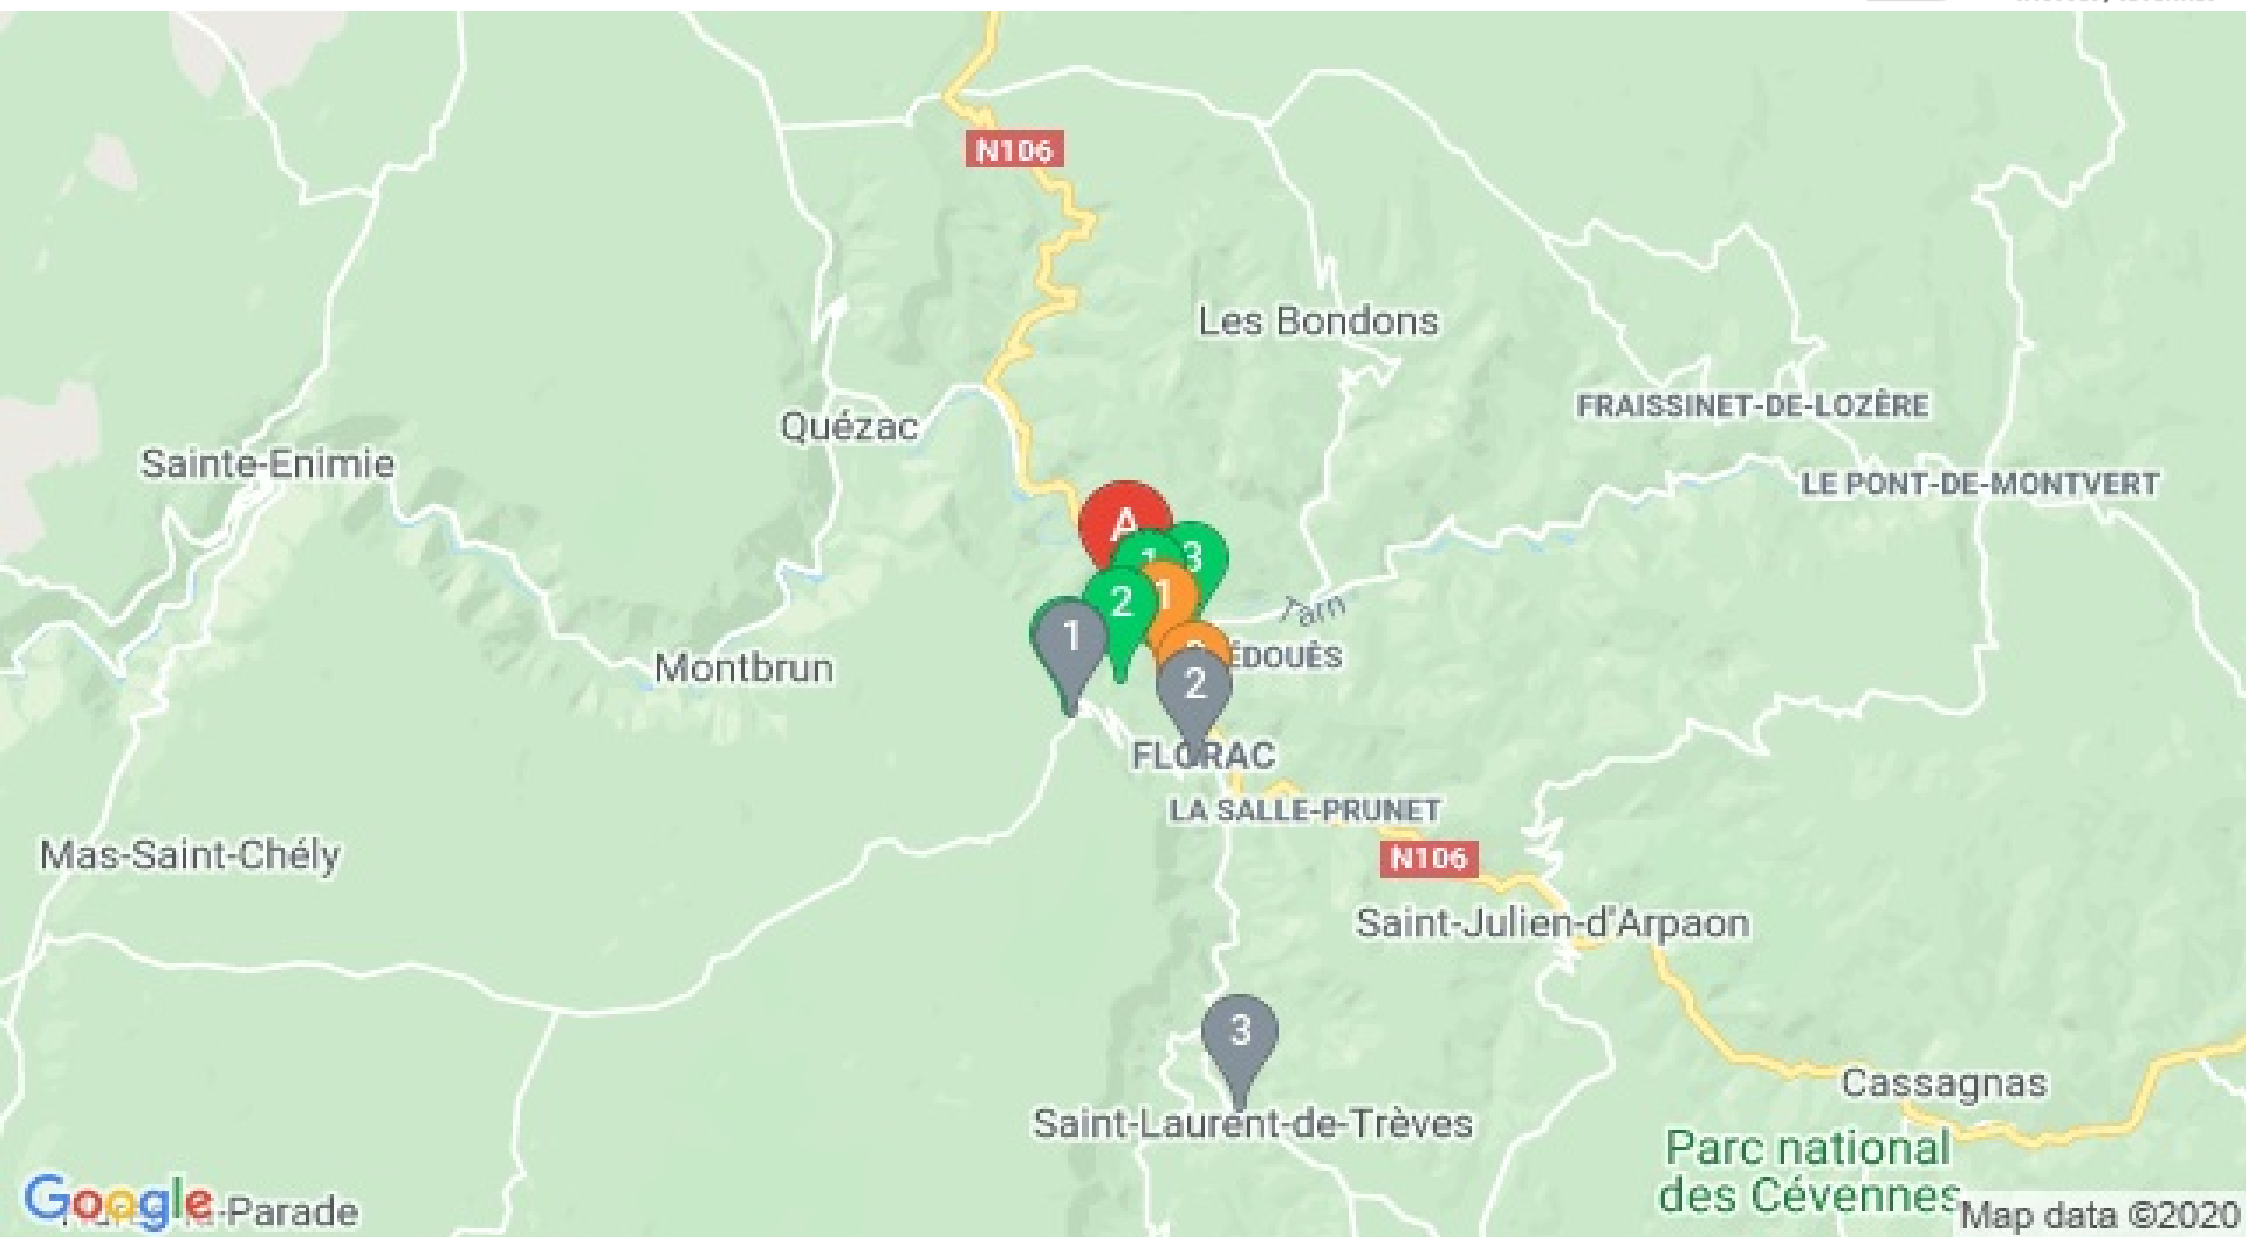 N106
Les Bondons
FRAISSINET-DE-LOZÈRE
Quézac
Sainte-Enimie
LE PONT-DE-MONTVERT
A
1
3
2
1
Tarn
1
ÉDOUÈS
Montbrun
2
FLORAC
LA SALLE-PRUNET
Mas-Saint-Chély
N106
Saint-Julien-d'Arpaon
3
Cassagnas
Saint-Laurent-de-Trèves
Parc national
des Cévennes
Google
-Parade
Map data ©2020